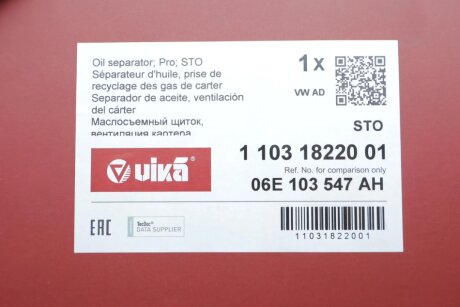 Oil separator; Pro; STO
Séparateur d'huile, prise de
recyclage des gas de carter
Separador de aceite, ventilación
del cárter
Маслосъемный щиток,
вентиляция картера
1 x
VW AD
STO
vika®
1 103 18220 01
Ref. No. for comparison only
06E 103 547 AH
EAC
TecDoc
DATA SUPPLIER
11031822001